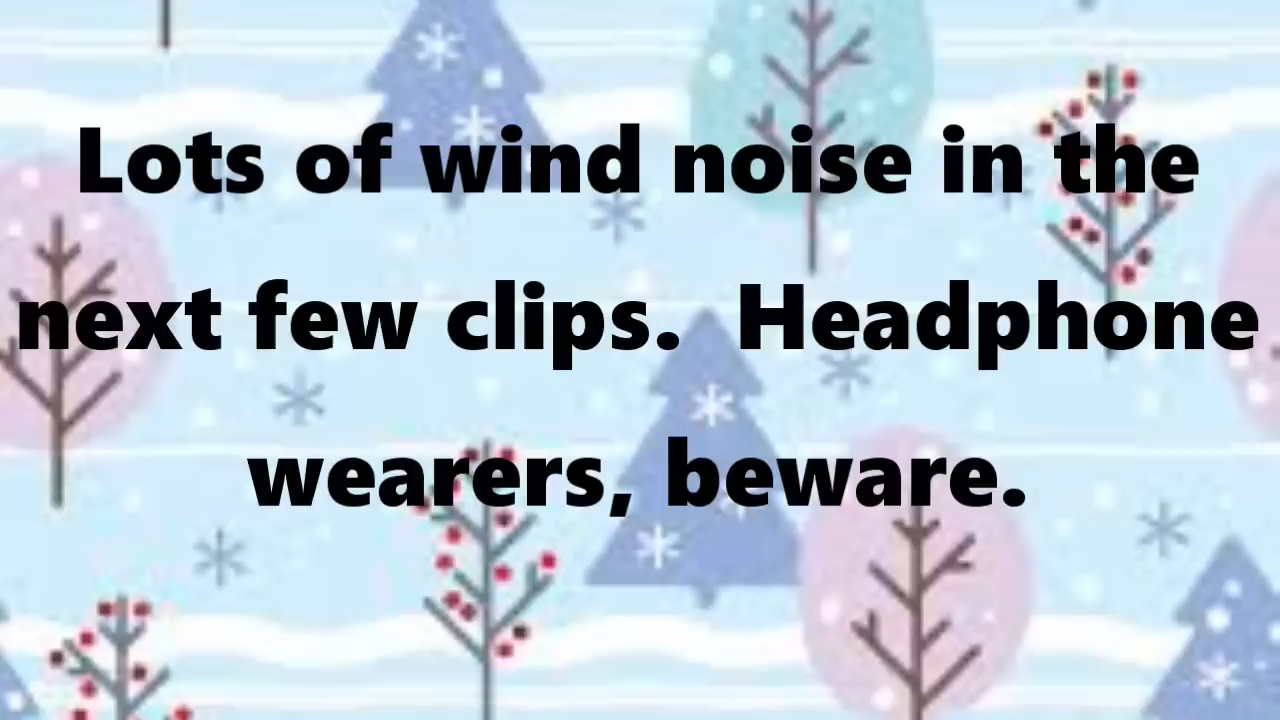 Lots of wind noise in the
next few clips.  Headphone
wearers, beware.